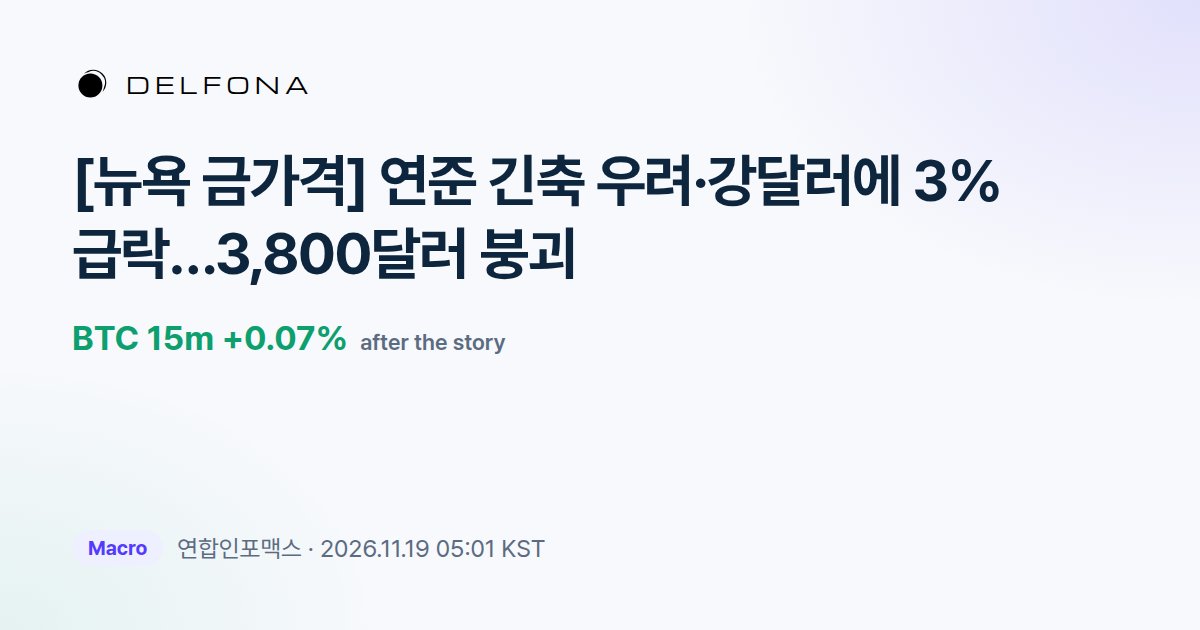 DELFONA
[뉴욕 금가격] 연준 긴축 우려·강달러에 3%
급락…3,800달러 붕괴
BTC 15m +0.07% after the story
Macro 연합인포맥스 · 2026.11.19 05:01 KST